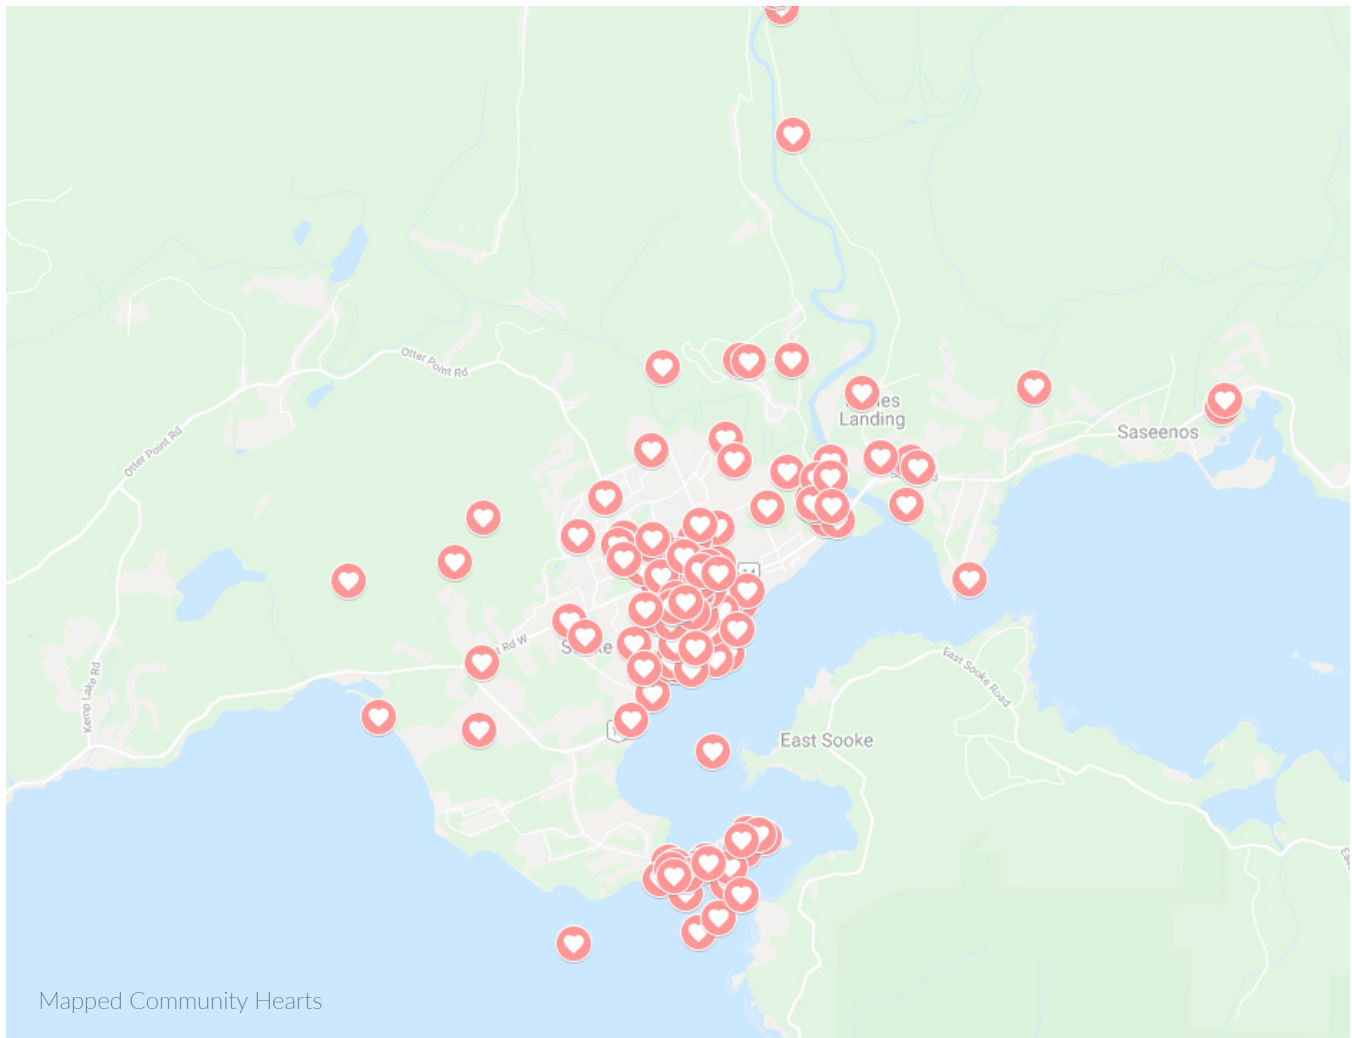 Otter Point Rd
Landing
Saseenos
Otter Point Rd
Rd W
East Sooke Road
Kemp Lake Rd
East Sooke
Mapped Community Hearts